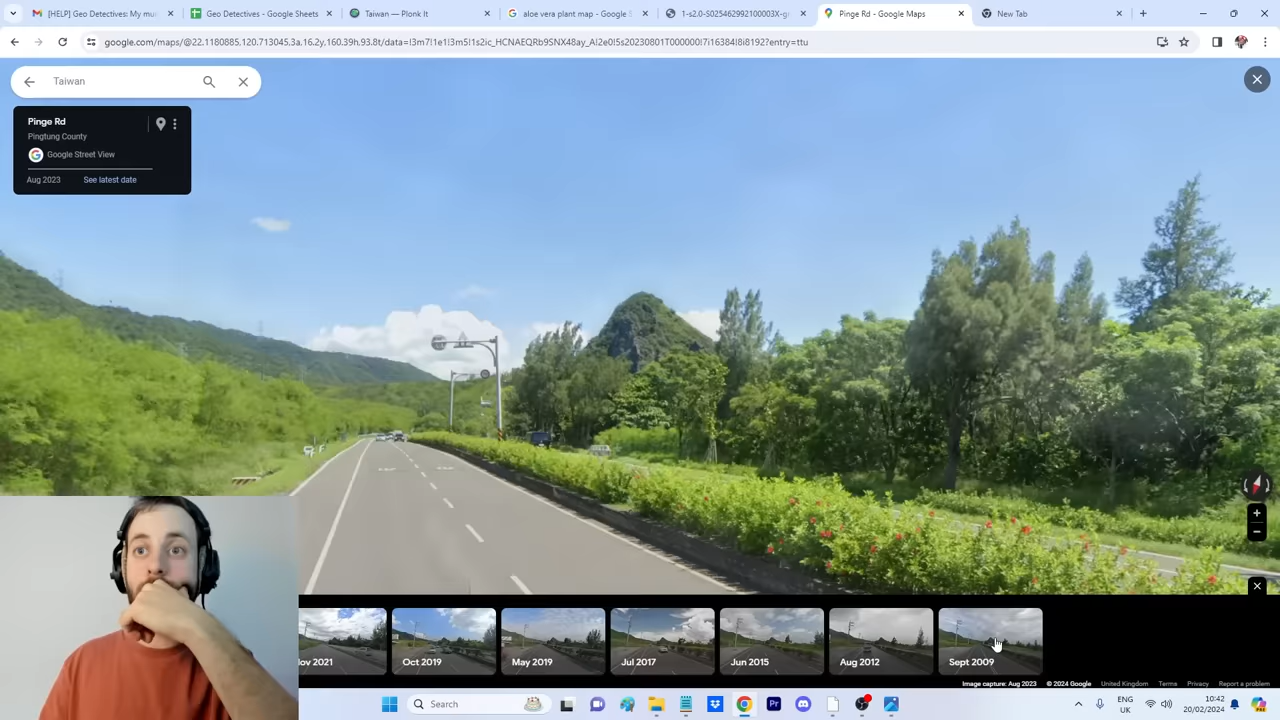 [HELP] Geo Detectives: My mu
Geo Detectives - Google Sheets
Taiwan — Plonk It
aloe vera plant map - Google S
1-s2.0-S025462992100003X-
Pinge Rd - Google Maps
New Tab
google.com/maps/@22.1180885,120.713045,3a,16.2y,160.39h,93.8t/data=!3m7!1e1!3m5!1s2ic_HCNAEQRb9SNX48ay_A!2e0!5s20230801T000000!7i16384!8i8192?entry=ttu
Taiwan
Pinge Rd
Pingtung County
Google Street View
Aug 2023 See latest date
ov 2021
Oct 2019
May 2019
Jul 2017
Jun 2015
Aug 2012
Sept 2009
Image capture: Aug 2023 © 2024 Google United Kingdom Terms Privacy Report a problem
Search
Pr
ENG
UK
10:42
20/02/2024